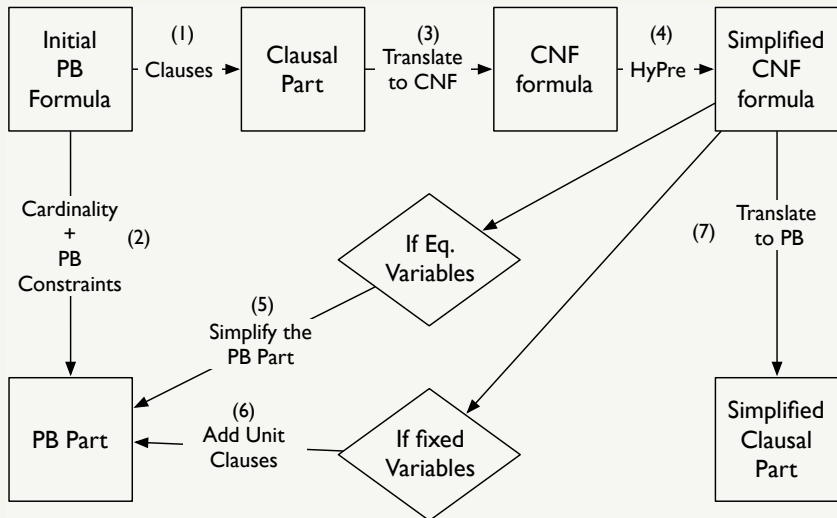 Initial
PB
Formula
(1)
Clauses
Clausal
Part
(3)
Translate
to CNF
CNF
formula
(4)
HyPre
Simplified
CNF
formula
Cardinality
+
PB
Constraints
(2)
If Eq.
Variables
(7)
Translate
to PB
(5)
Simplify the
PB Part
PB Part
(6)
Add Unit
Clauses
If fixed
Variables
Simplified
Clausal
Part